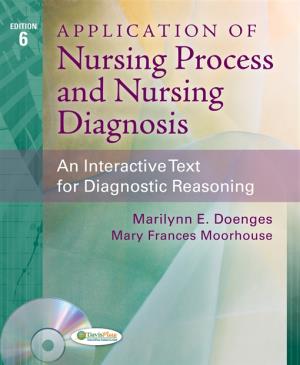 EDITION
6
APPLICATION OF
Nursing Process
and Nursing
Diagnosis
An Interactive Text
for Diagnostic Reasoning
Marilynn E. Doenges
Mary Frances Moorhouse
DavisPlus